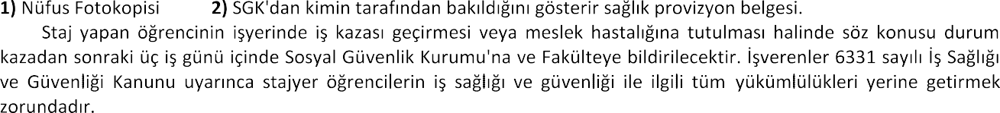 1) Nüfus Fotokopisi 2) SGK'dan kimin tarafından bakıldığını gösterir sağlık provizyon belgesi.
Staj yapan öğrencinin işyerinde iş kazası geçirmesi veya meslek hastalığına tutulması halinde söz konusu durum
kazadan sonraki üç iş günü içinde Sosyal Güvenlik Kurumu'na ve Fakülteye bildirilecektir. İşverenler 6331 sayılı İş Sağlığı
ve Güvenliği Kanunu uyarınca stajyer öğrencilerin iş sağlığı ve güvenliği ile ilgili tüm yükümlülükleri yerine getirmek
zorundadır.